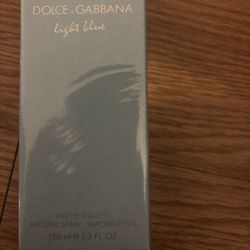 DOLCE & GABBANA
light blue
EAU DE TOILETTE
NATURAL SPRAY VAPORISATEUR
100 ml e 3.3 FL. OZ.